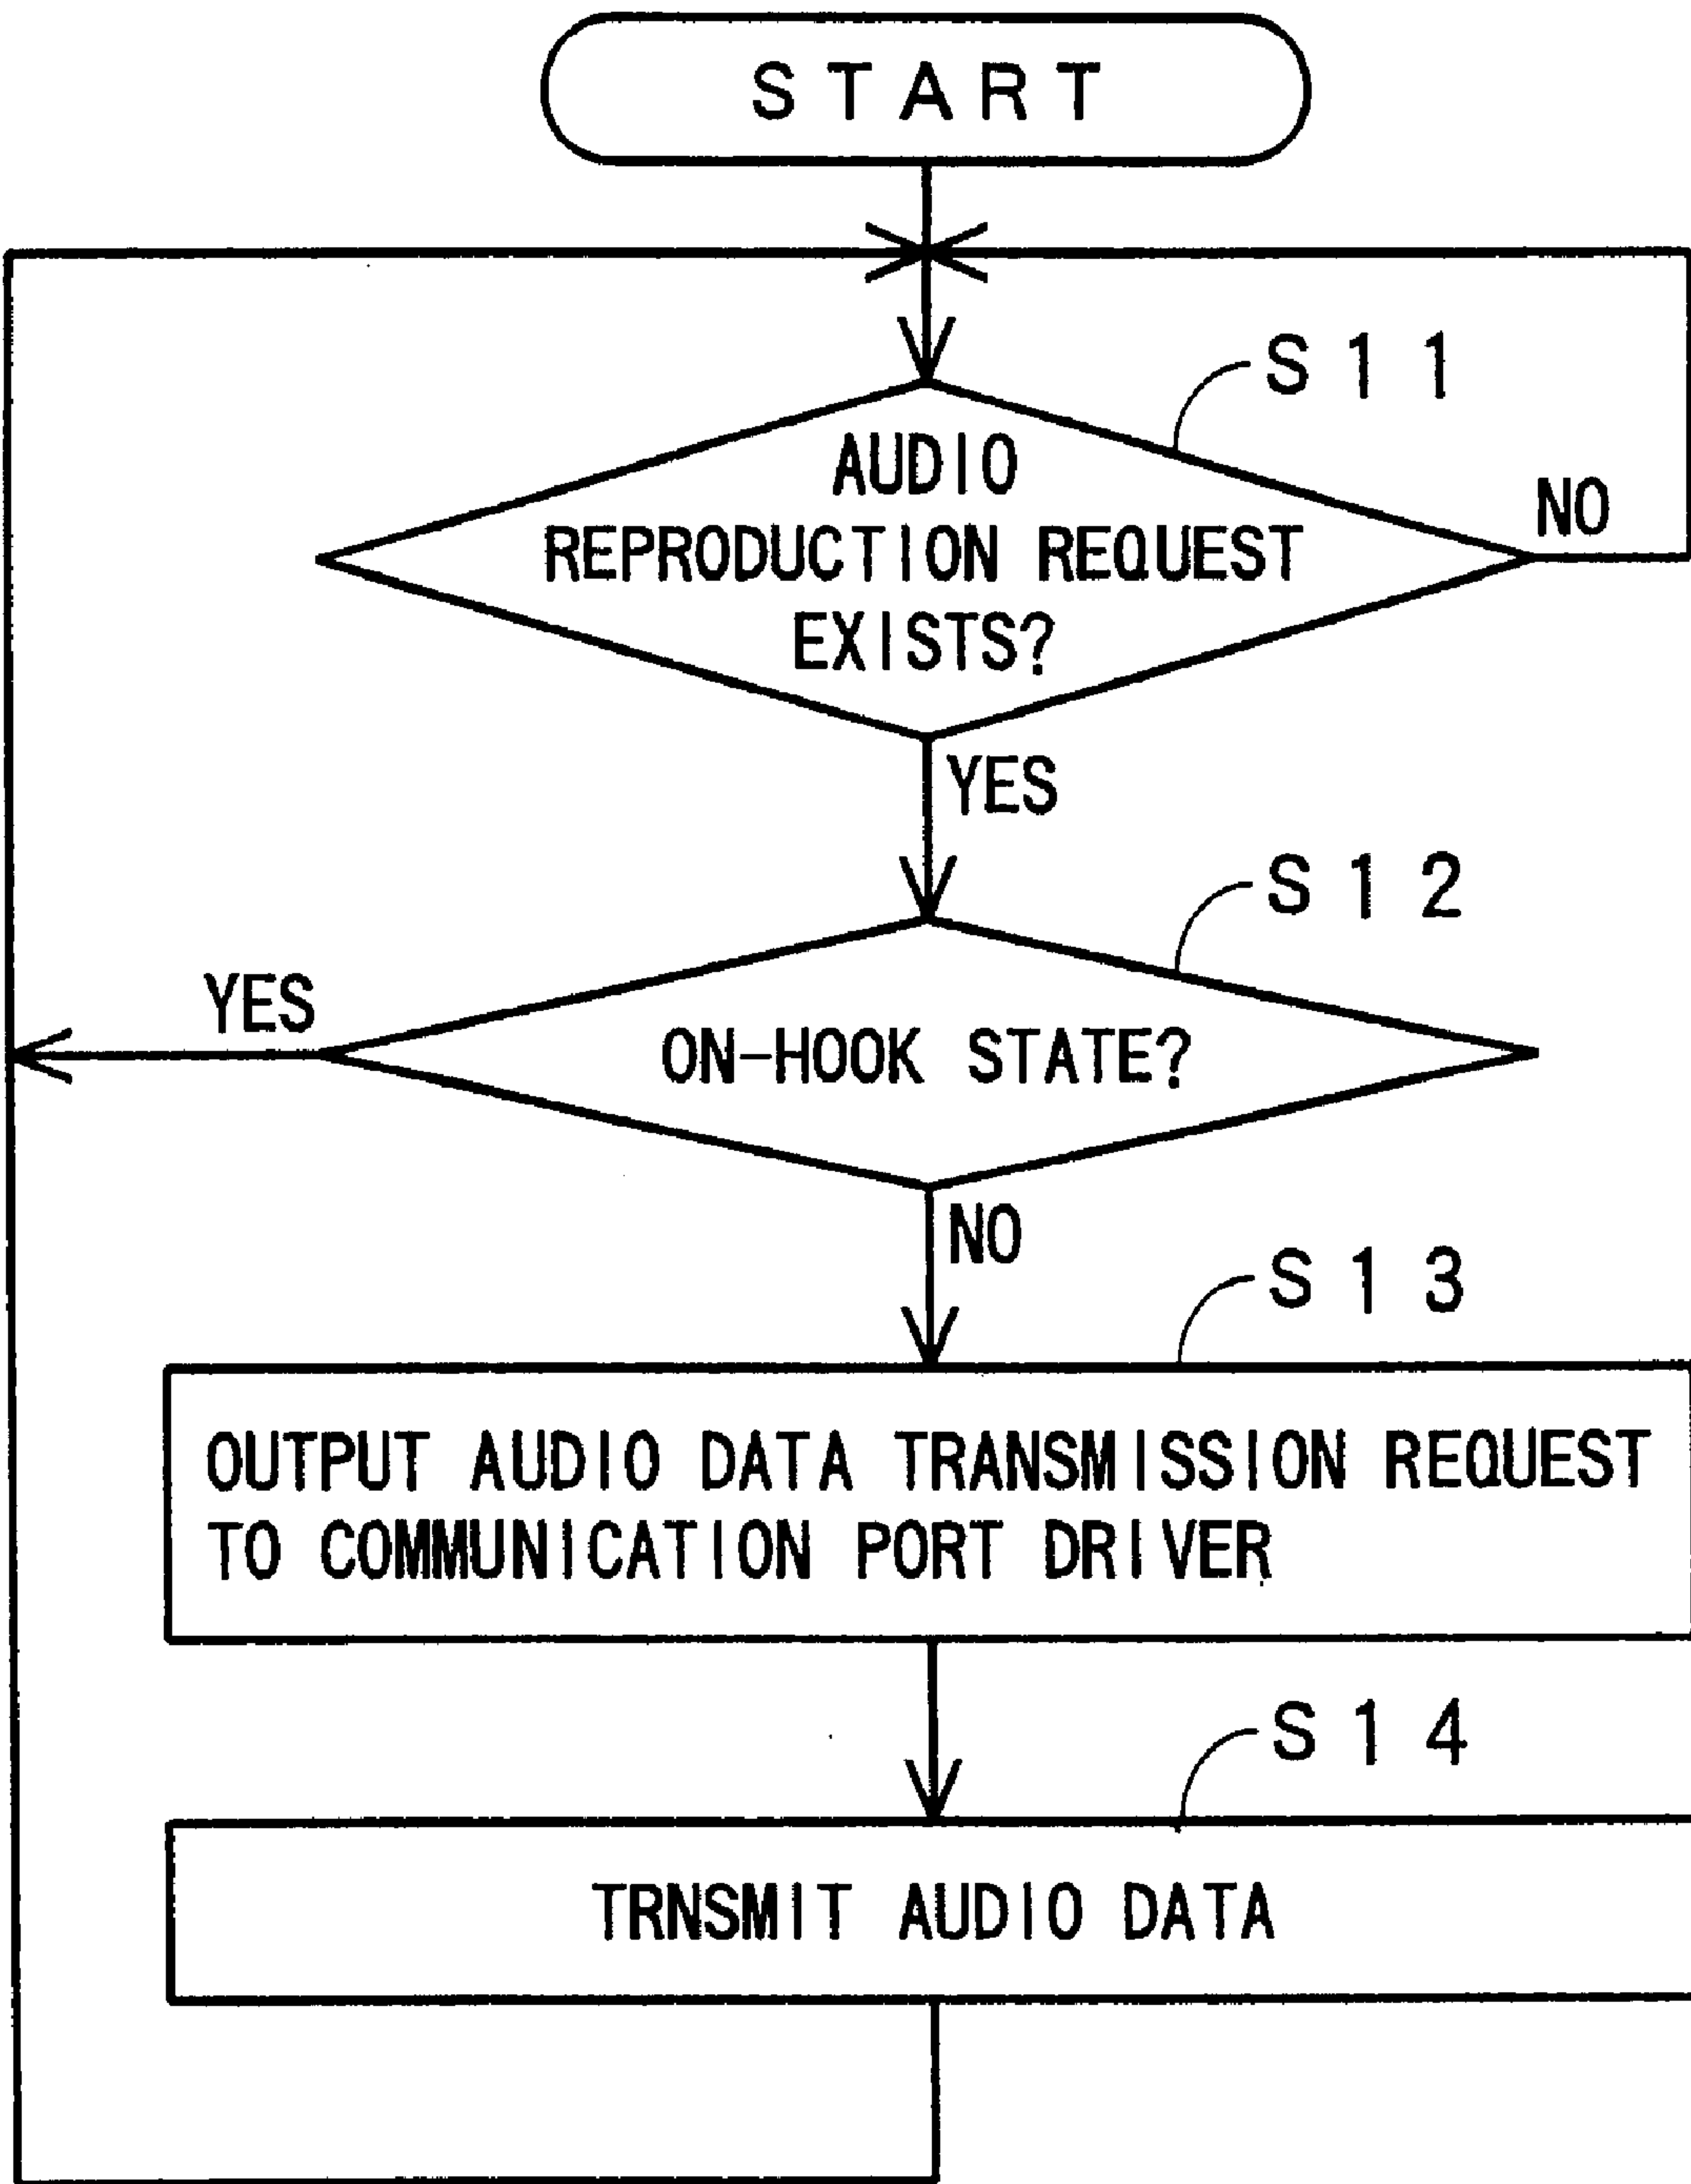 START
S11
AUDIO
REPRODUCTION REQUEST
EXISTS?
NO
YES
S12
YES
ON-HOOK STATE?
NO
S13
OUTPUT AUDIO DATA TRANSMISSION REQUEST
TO COMMUNICATION PORT DRIVER
S14
TRNSMIT AUDIO DATA